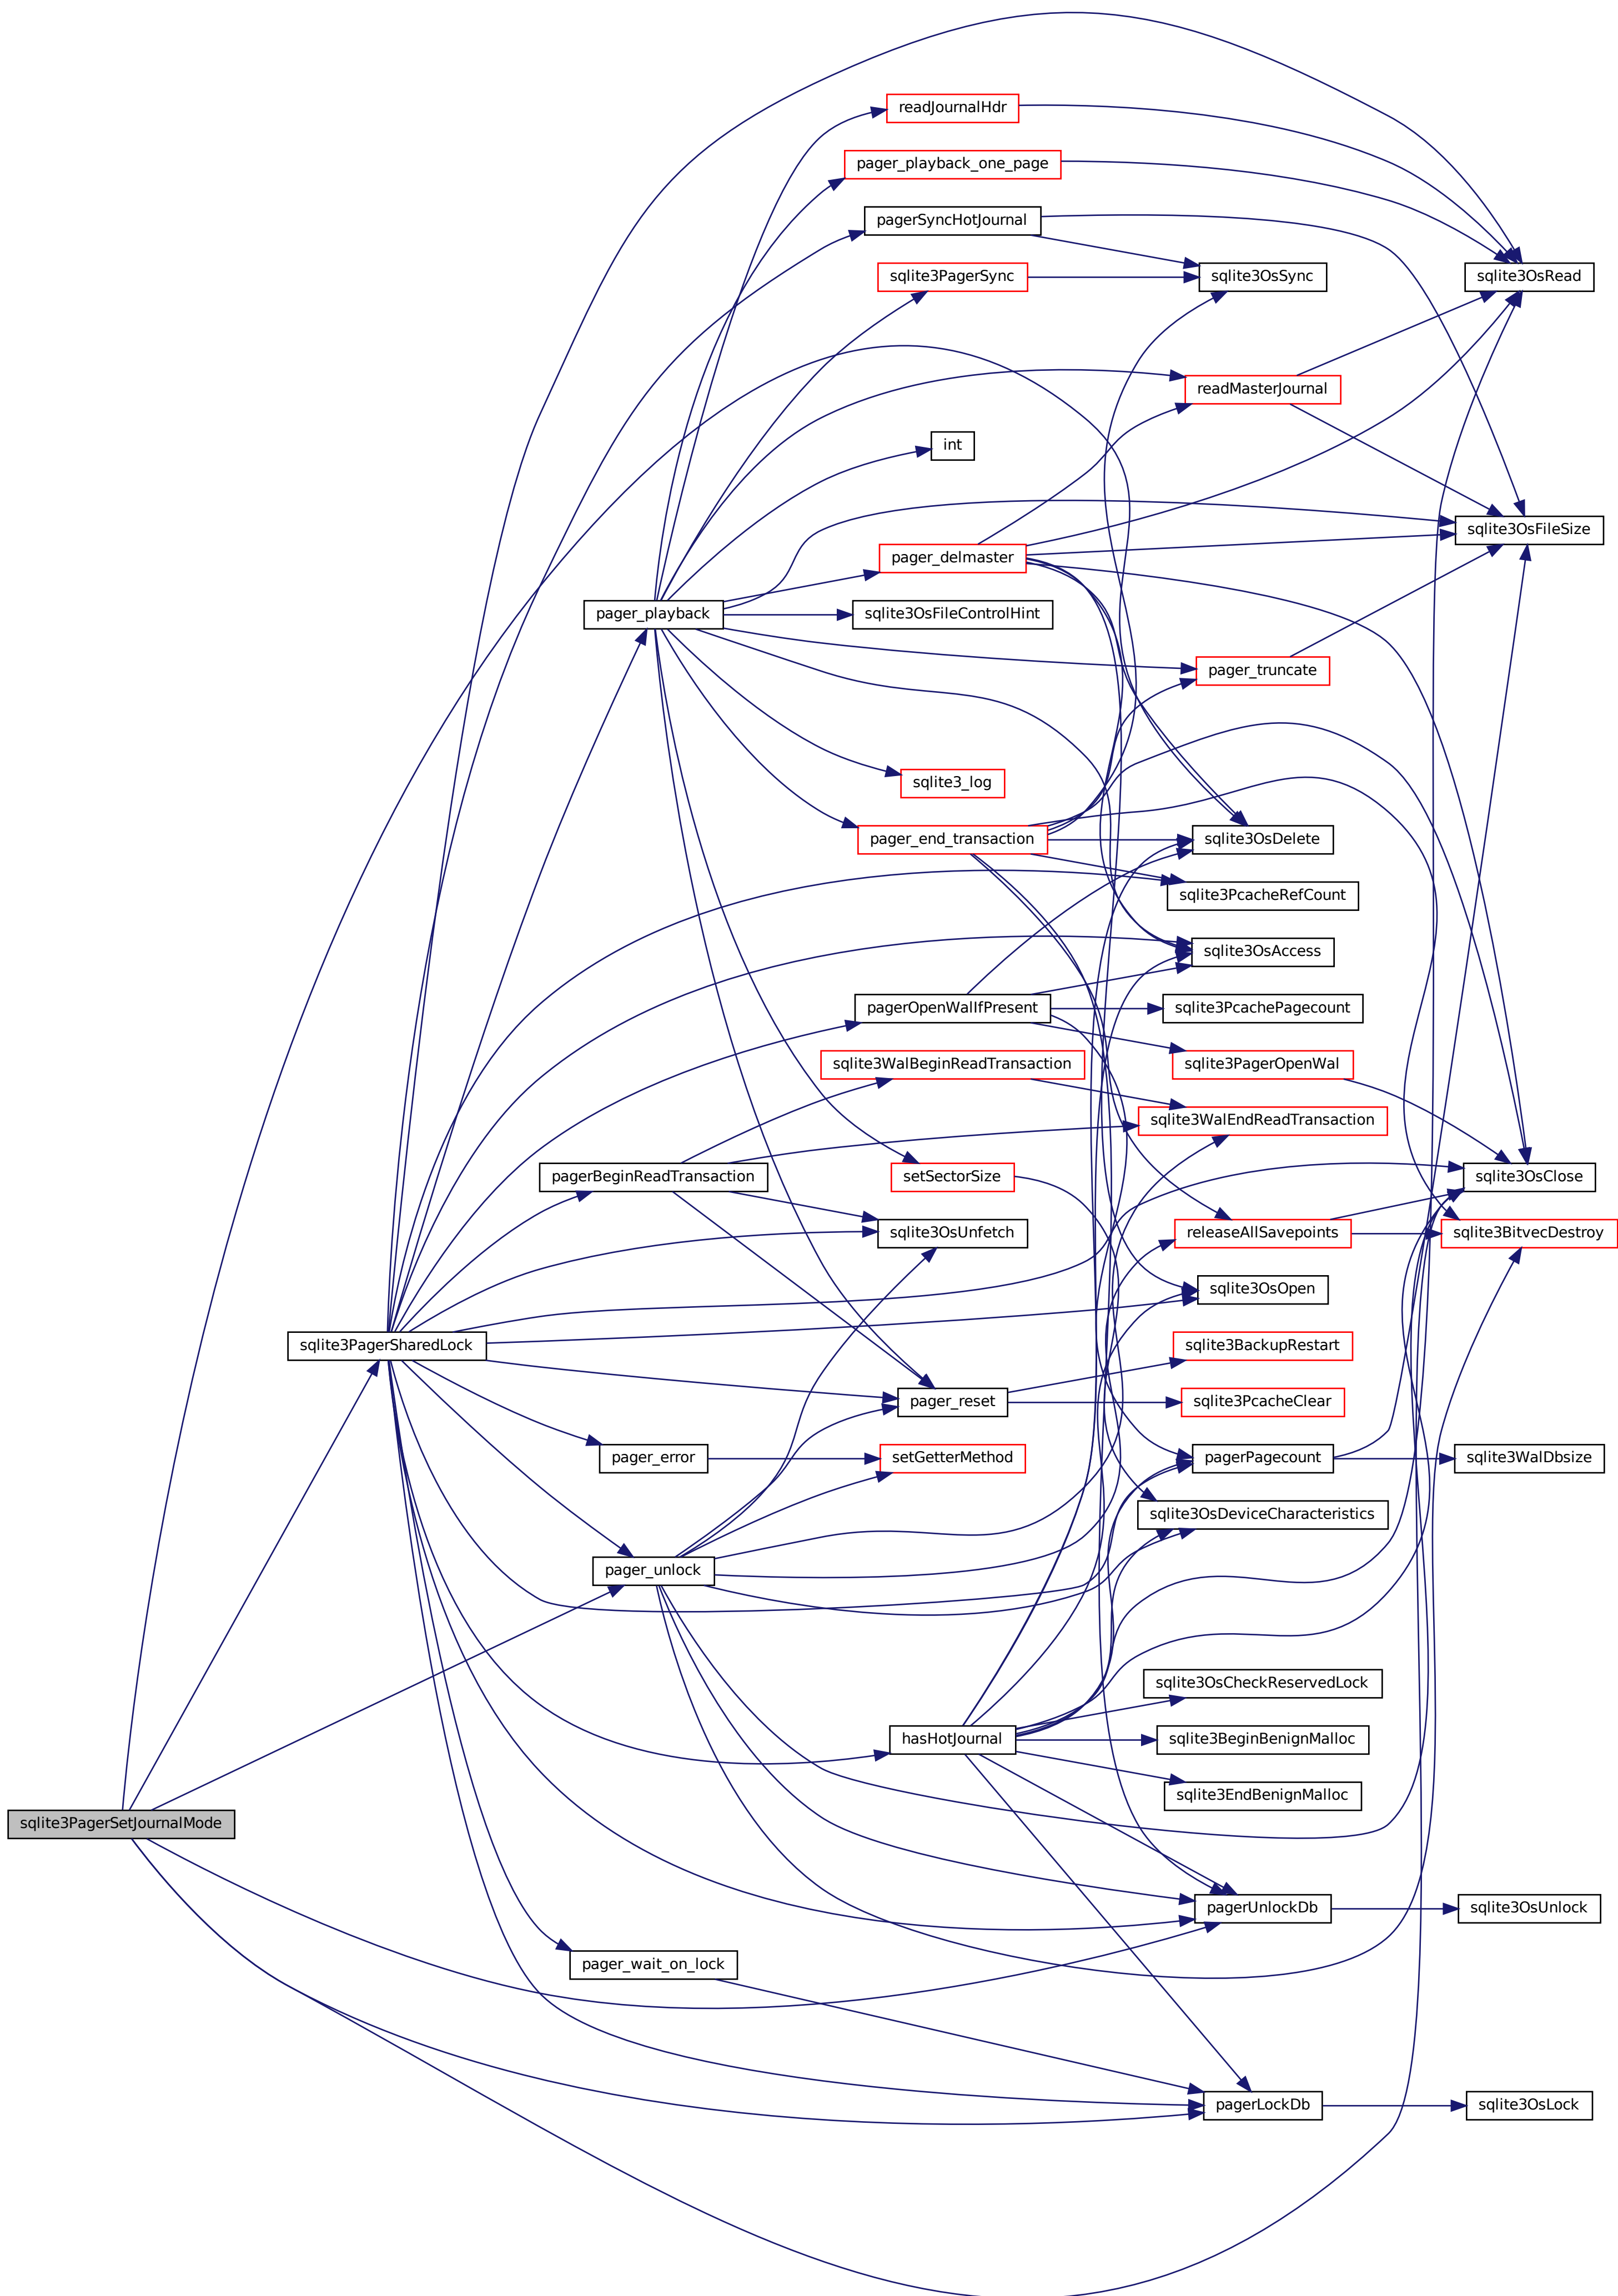 readJournalHdr
pager_playback_one_page
pagerSyncHotJournal
sqlite3PagerSync
sqlite3OsSync
sqlite3OsRead
readMasterJournal
int
sqlite3OsFileSize
pager_delmaster
pager_playback
sqlite3OsFileControlHint
pager_truncate
sqlite3_log
pager_end_transaction
sqlite3OsDelete
sqlite3PcacheRefCount
sqlite3OsAccess
pagerOpenWalIfPresent
sqlite3PcachePagecount
sqlite3WalBeginReadTransaction
sqlite3PagerOpenWal
sqlite3WalEndReadTransaction
pagerBeginReadTransaction
setSectorSize
sqlite3OsClose
sqlite3OsUnfetch
releaseAllSavepoints
sqlite3BitvecDestroy
sqlite3OsOpen
sqlite3PagerSharedLock
sqlite3BackupRestart
pager_reset
sqlite3PcacheClear
pager_error
setGetterMethod
pagerPagecount
sqlite3WalDbsize
sqlite3OsDeviceCharacteristics
pager_unlock
sqlite3OsCheckReservedLock
hasHotJournal
sqlite3BeginBenignMalloc
sqlite3EndBenignMalloc
sqlite3PagerSetJournalMode
pagerUnlockDb
sqlite3OsUnlock
pager_wait_on_lock
pagerLockDb
sqlite3OsLock